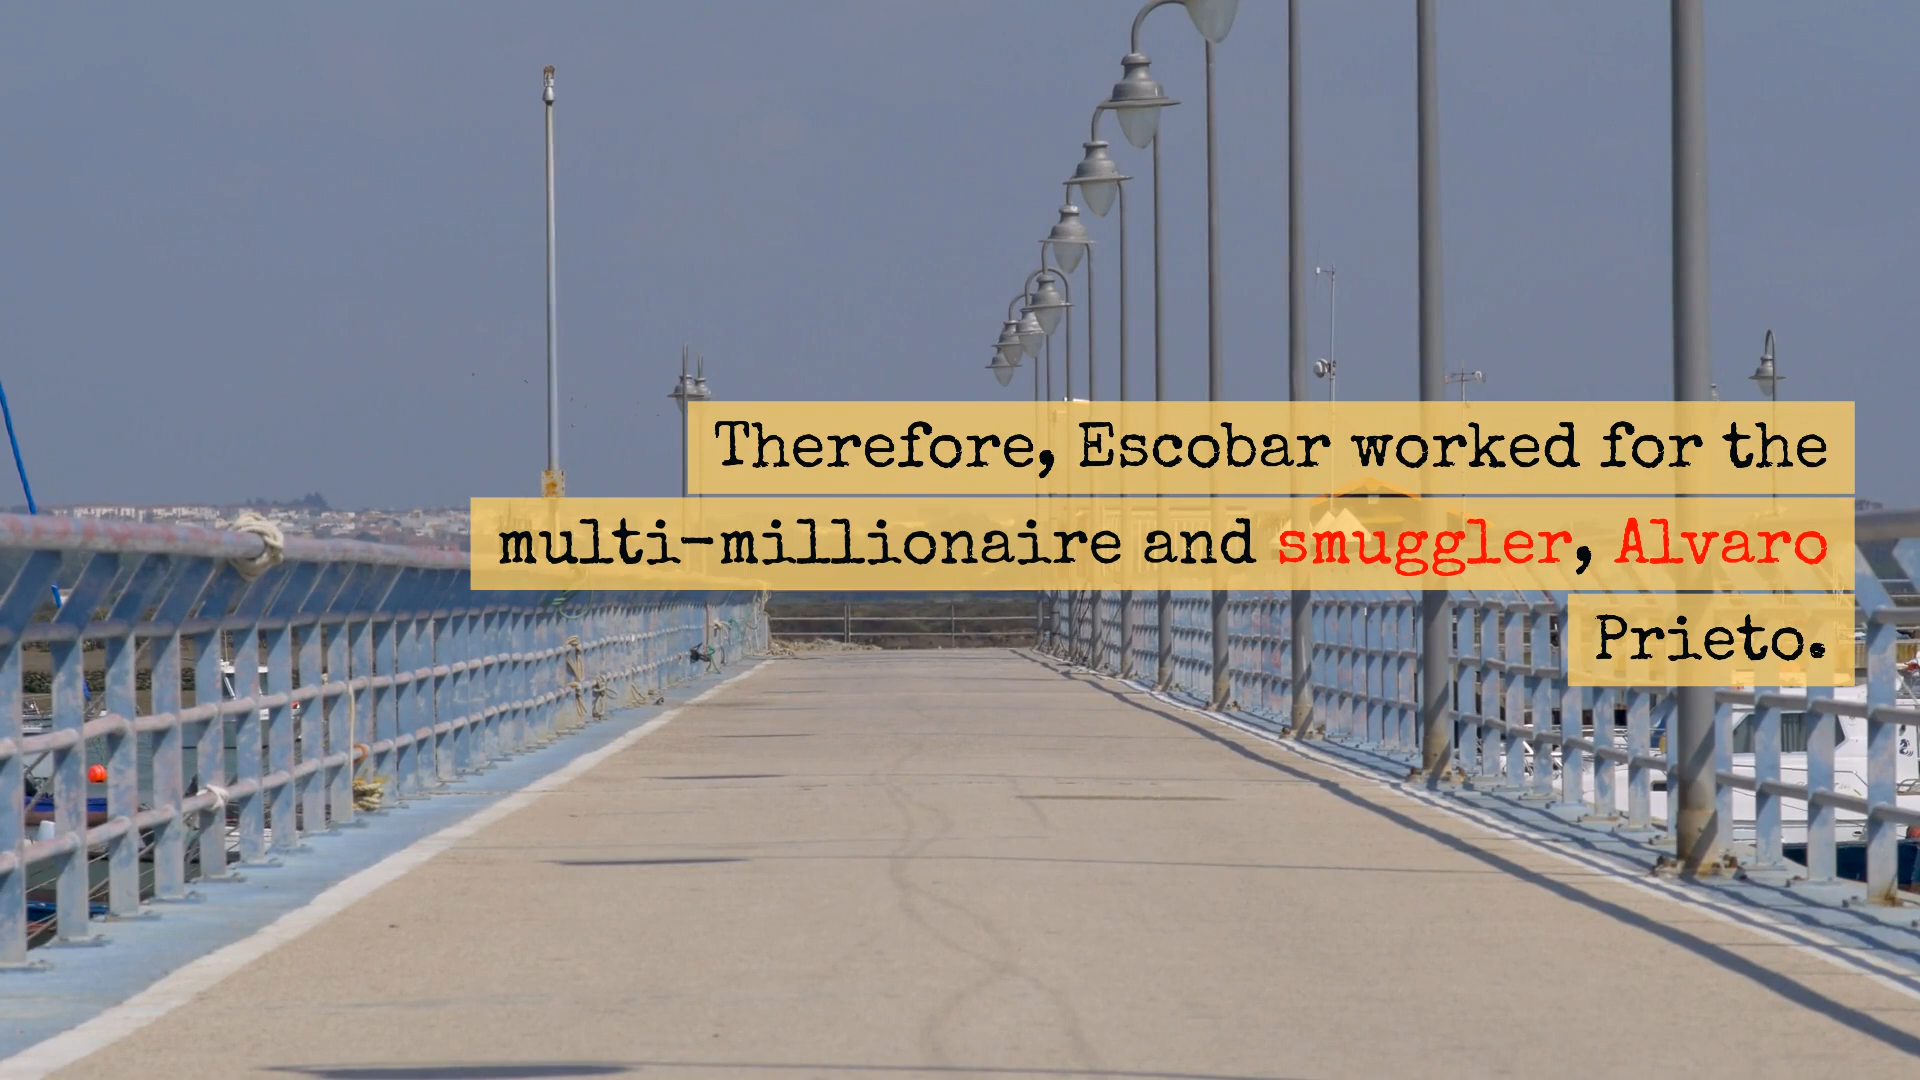 Therefore, Escobar worked for the
multi-millionaire and smuggler, Alvaro
Prieto.